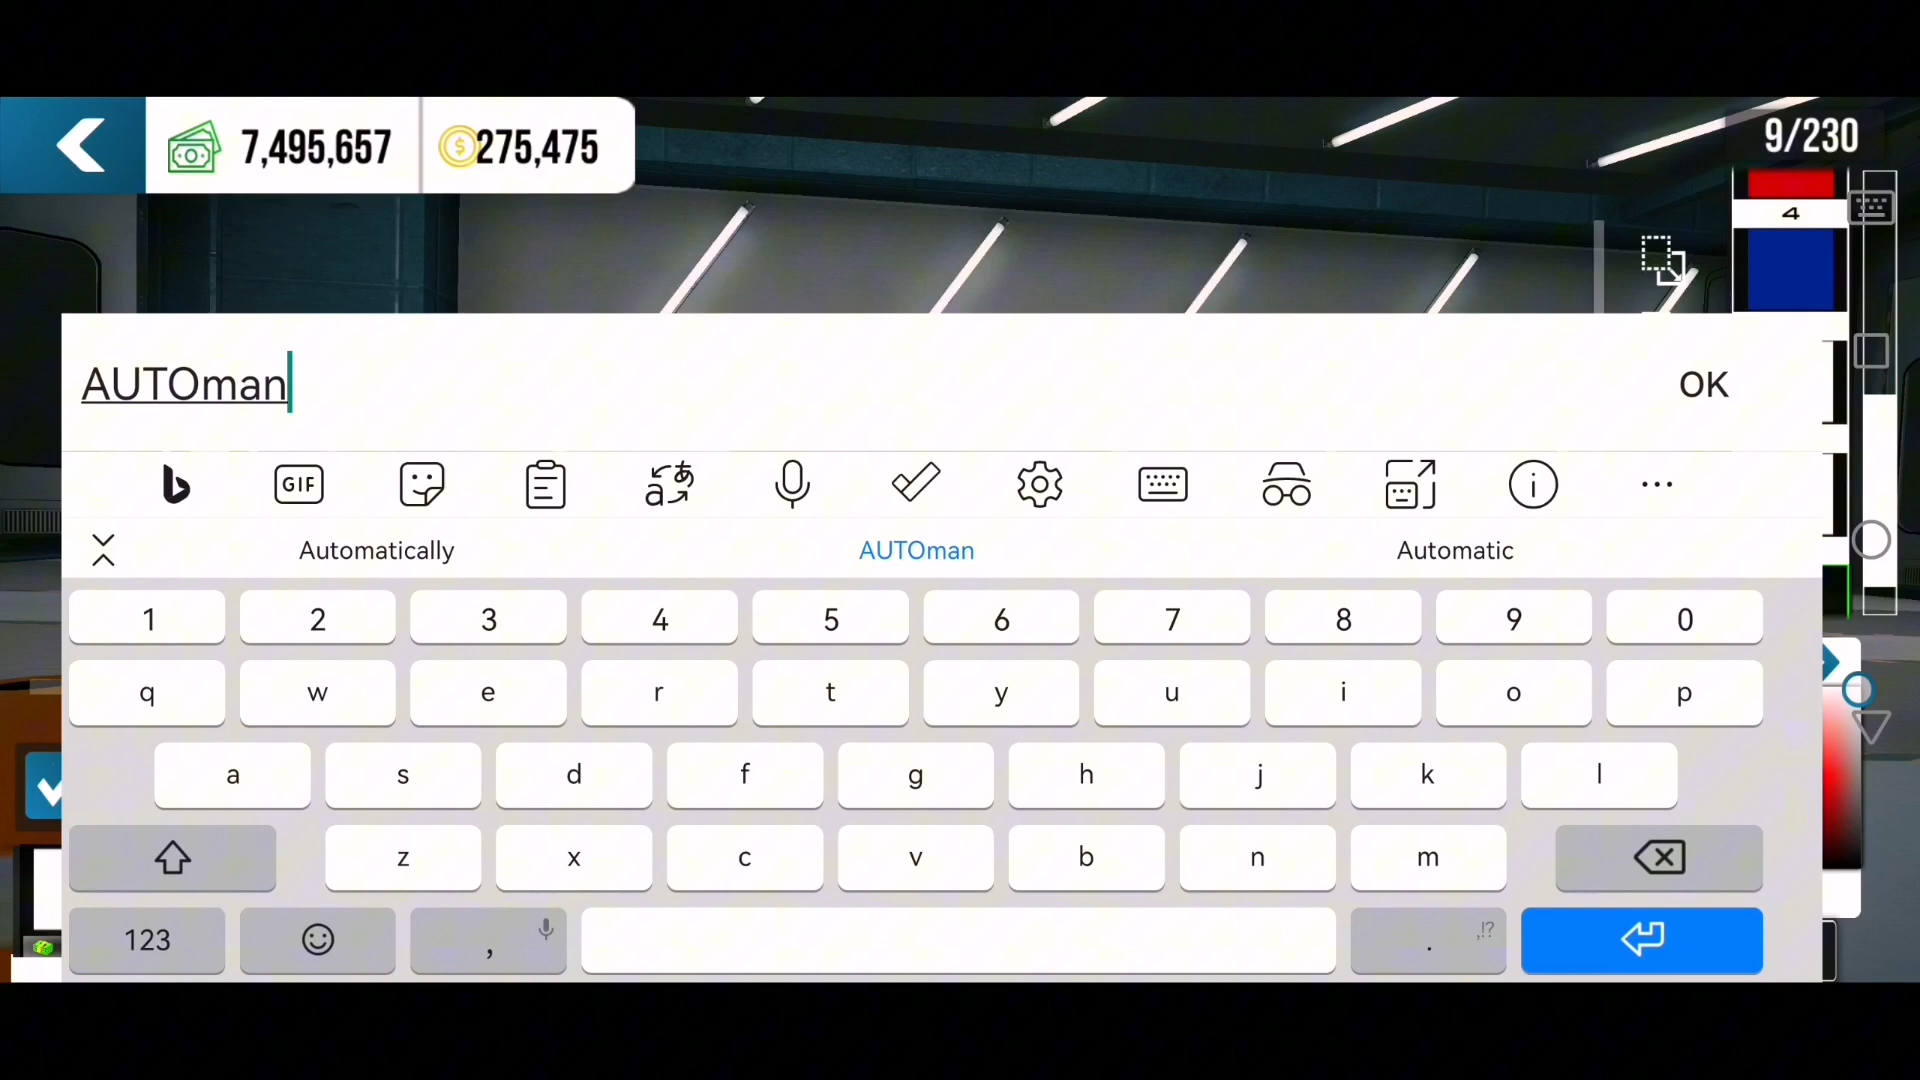 7,495,657 275,475
9/230
4
AUTOman OK
GIF
Automatically AUTOman Automatic
1 2 3 4 5 6 7 8 9 0
q w e r t y u i o p
a s d f g h j k l
z x c v b n m
123 , . ,!?